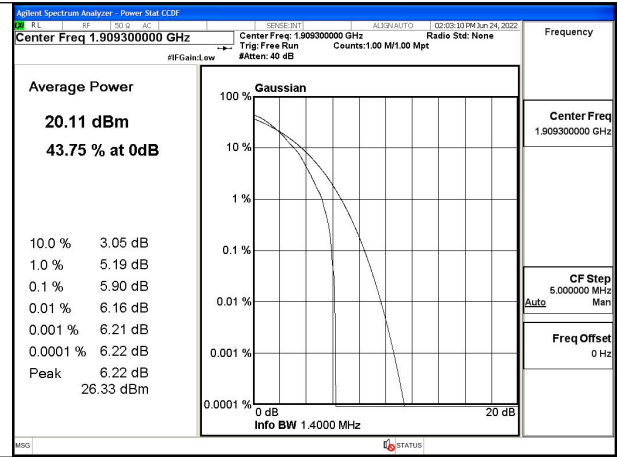 Agilent Spectrum Analyzer - Power Stat CCDF
RL RF 50 Ω AC SENSE:INT ALIGN AUTO 02:03:10 PM Jun 24, 2022
Center Freq 1.909300000 GHz
Center Freq: 1.909300000 GHz Radio Std: None
Trig: Free Run Counts:1.00 M/1.00 Mpt
#IFGain:Low #Atten: 40 dB
Frequency
Average Power
20.11 dBm
43.75 % at 0dB
10.0 % 3.05 dB
1.0 % 5.19 dB
0.1 % 5.90 dB
0.01 % 6.16 dB
0.001 % 6.21 dB
0.0001 % 6.22 dB
Peak 6.22 dB
26.33 dBm
Gaussian
100 %
10 %
1 %
0.1 %
0.01 %
0.001 %
0.0001 %
0 dB 20 dB
Info BW 1.4000 MHz
Center Freq
1.909300000 GHz
CF Step
5.000000 MHz
Auto Man
Freq Offset
0 Hz
MSG STATUS